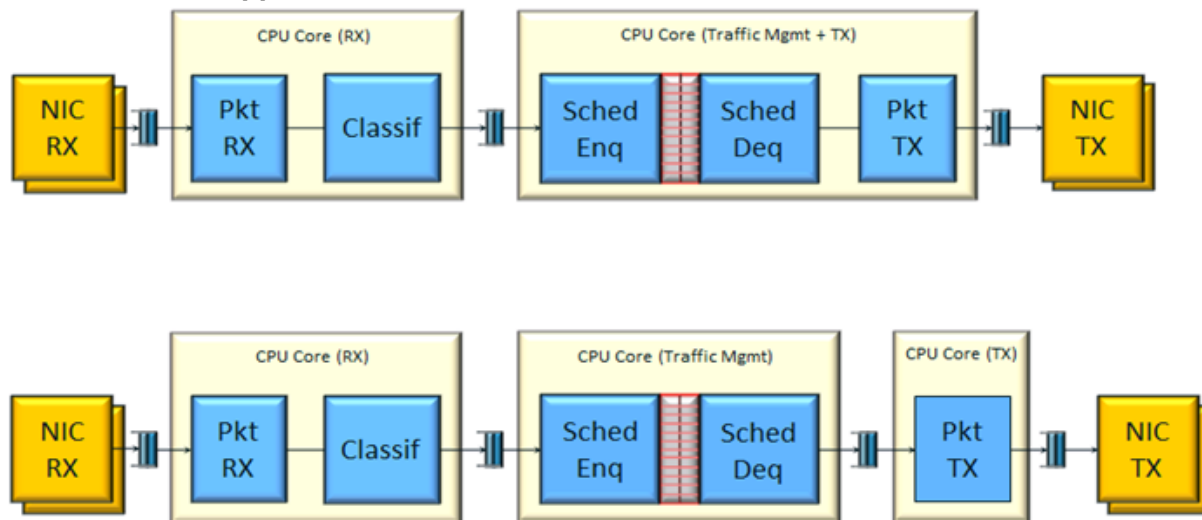 CPU Core (RX)
CPU Core (Traffic Mgmt + TX)
NIC
RX
Pkt
RX
Classif
Sched
Enq
Sched
Deq
Pkt
TX
NIC
TX
CPU Core (RX)
CPU Core (Traffic Mgmt)
CPU Core (TX)
NIC
RX
Pkt
RX
Classif
Sched
Enq
Sched
Deq
Pkt
TX
NIC
TX